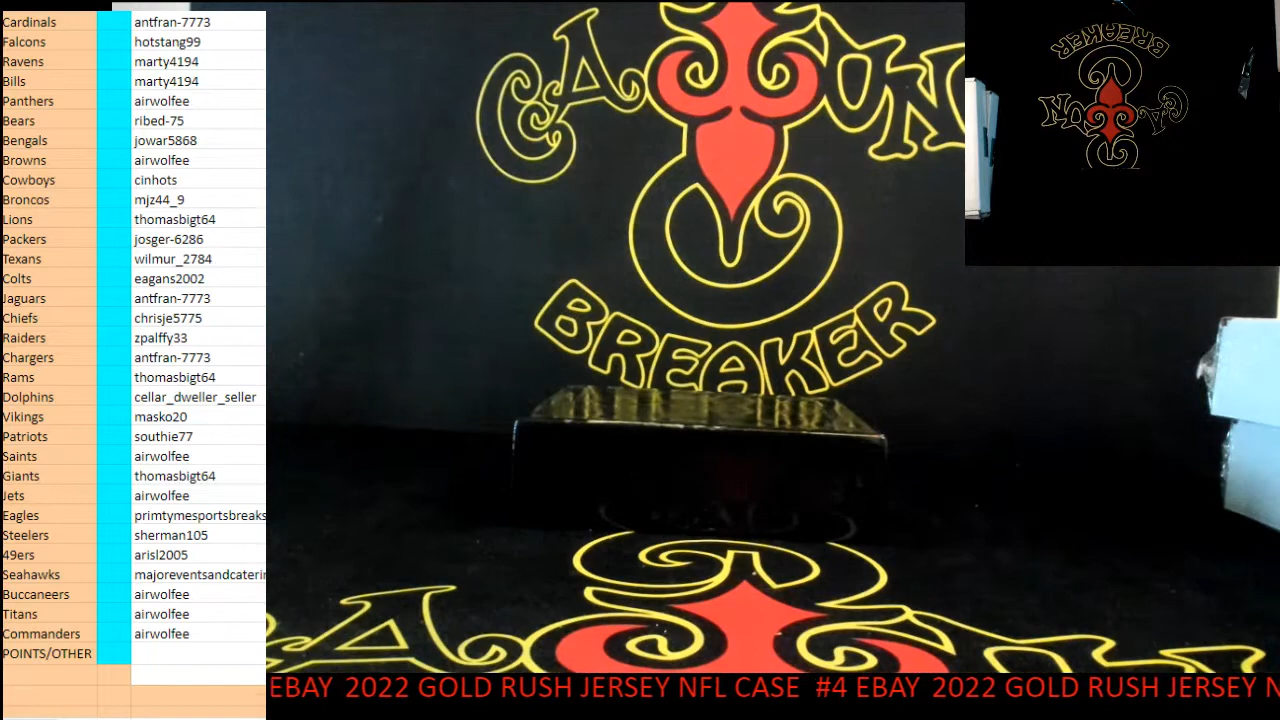 Cardinals antfran-7773
Falcons hotstang99
Ravens marty4194
Bills marty4194
Panthers airwolfee
Bears ribed-75
Bengals jowar5868
Browns airwolfee
Cowboys cinhots
Broncos mjz44_9
Lions thomasbigt64
Packers josger-6286
Texans wilmur_2784
Colts eagans2002
Jaguars antfran-7773
Chiefs chrisje5775
Raiders zpalffy33
Chargers antfran-7773
Rams thomasbigt64
Dolphins cellar_dweller_seller
Vikings masko20
Patriots southie77
Saints airwolfee
Giants thomasbigt64
Jets airwolfee
Eagles primtymesportsbreaks
Steelers sherman105
49ers arisl2005
Seahawks majoreventsandcaterin
Buccaneers airwolfee
Titans airwolfee
Commanders airwolfee
POINTS/OTHER
CAJUN
BREAKER
BREAKER
CAJUN
EBAY 2022 GOLD RUSH JERSEY NFL CASE #4 EBAY 2022 GOLD RUSH JERSEY N